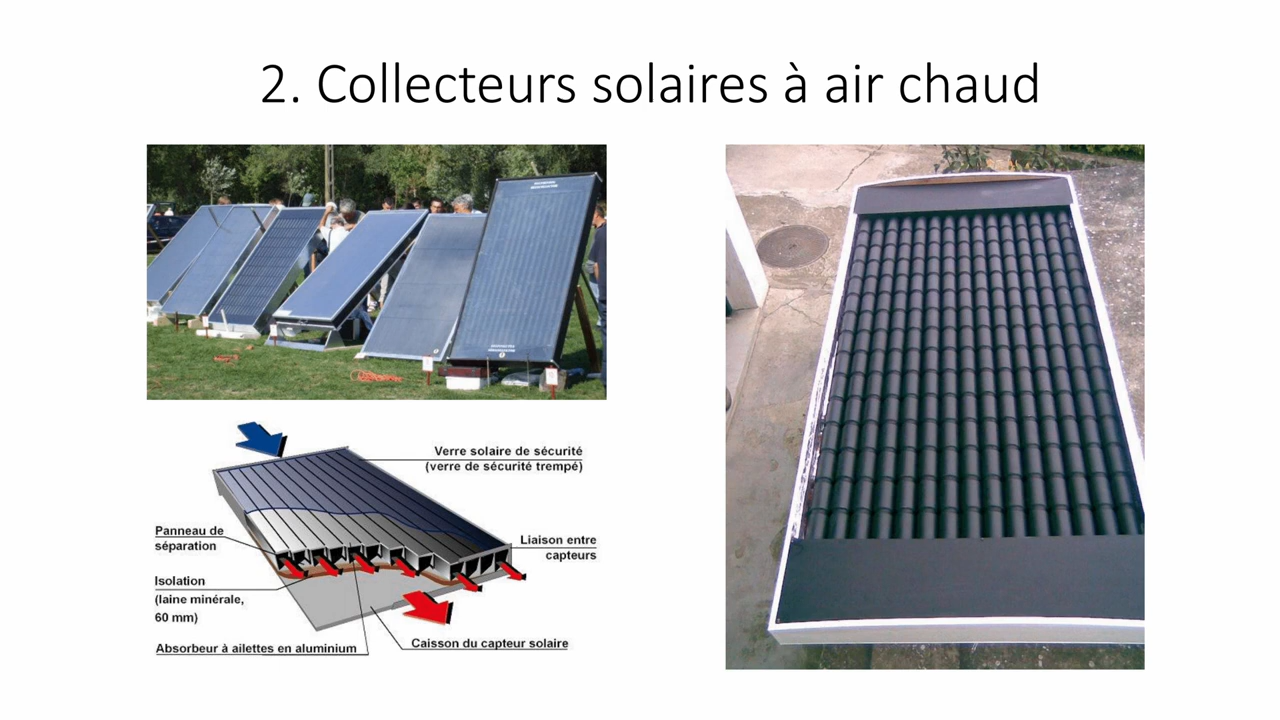 2. Collecteurs solaires à air chaud
Verre solaire de sécurité
(verre de sécurité trempé)
Panneau de
séparation
Liaison entre
capteurs
Isolation
(laine minérale,
60 mm)
Absorbeur à ailettes en aluminium
Caisson du capteur solaire